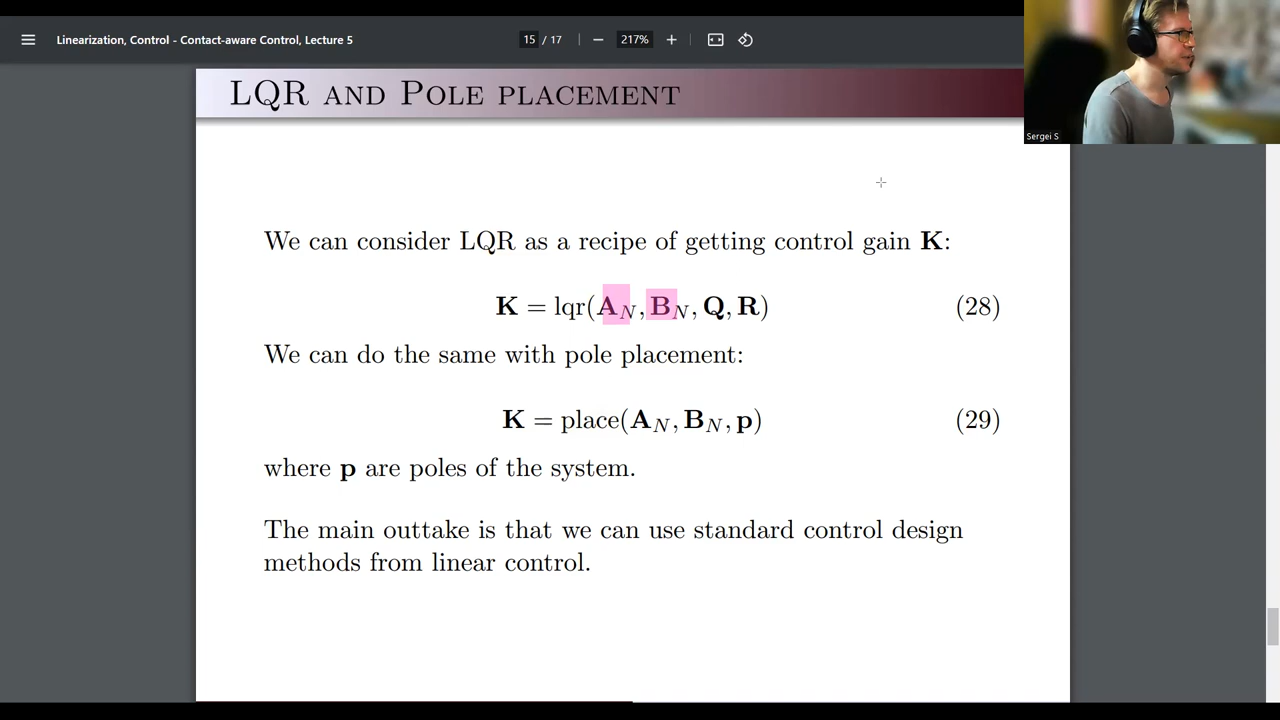 Linearization, Control - Contact-aware Control, Lecture 5
15 / 17
217%
Sergei S
LQR AND POLE PLACEMENT
We can consider LQR as a recipe of getting control gain K:
K = lqr(A_N, B_N, Q, R) (28)
We can do the same with pole placement:
K = place(A_N, B_N, p) (29)
where p are poles of the system.
The main outtake is that we can use standard control design
methods from linear control.